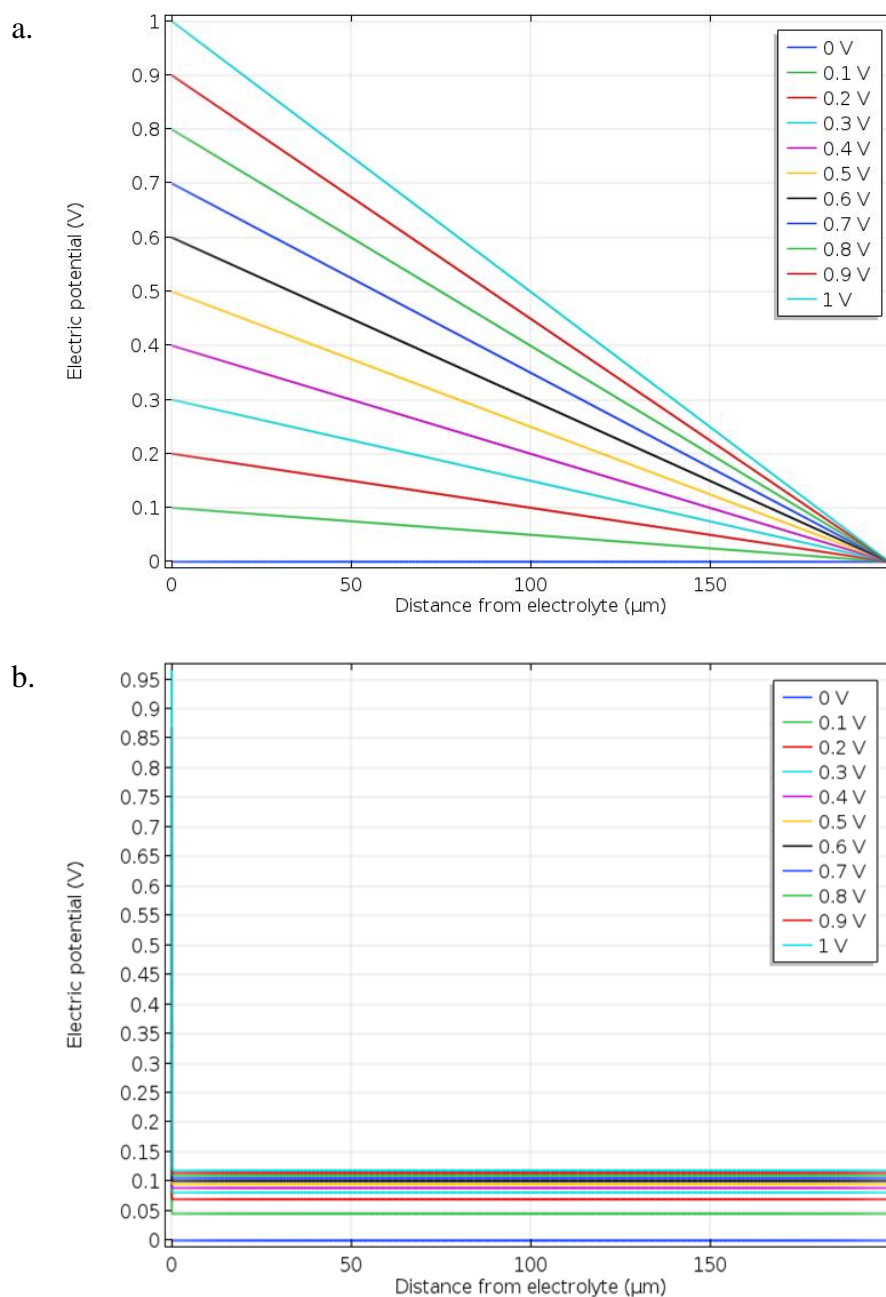 a.
1
0.9
0.8
0.7
0.6
0.5
0.4
0.3
0.2
0.1
0
Electric potential (V)
0 50 100 150
Distance from electrolyte (µm)
0 V
0.1 V
0.2 V
0.3 V
0.4 V
0.5 V
0.6 V
0.7 V
0.8 V
0.9 V
1 V
b.
0.95
0.9
0.85
0.8
0.75
0.7
0.65
0.6
0.55
0.5
0.45
0.4
0.35
0.3
0.25
0.2
0.15
0.1
0.05
0
Electric potential (V)
0 50 100 150
Distance from electrolyte (µm)
0 V
0.1 V
0.2 V
0.3 V
0.4 V
0.5 V
0.6 V
0.7 V
0.8 V
0.9 V
1 V